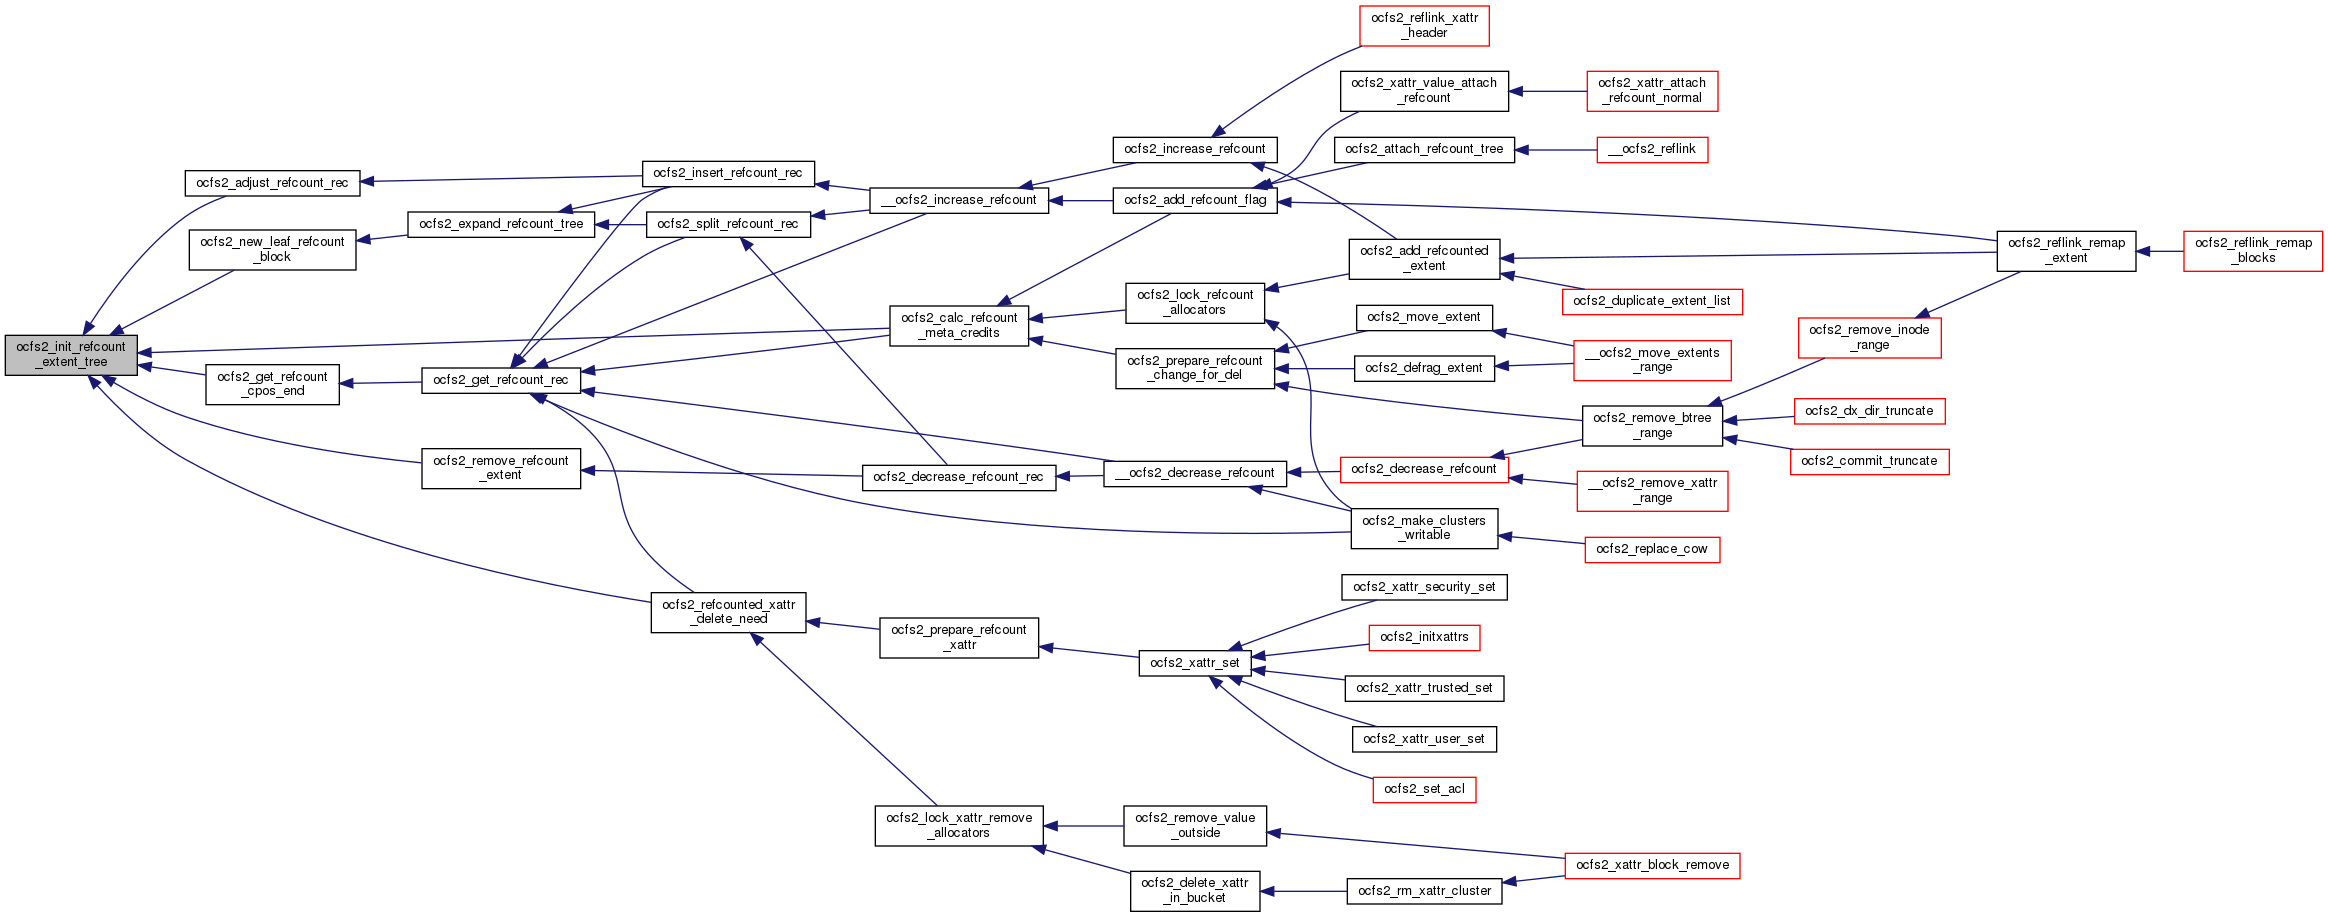 ocfs2_init_refcount
_extent_tree
ocfs2_adjust_refcount_rec
ocfs2_new_leaf_refcount
_block
ocfs2_get_refcount
_cpos_end
ocfs2_expand_refcount_tree
ocfs2_get_refcount_rec
ocfs2_remove_refcount
_extent
ocfs2_insert_refcount_rec
ocfs2_split_refcount_rec
ocfs2_refcounted_xattr
_delete_need
__ocfs2_increase_refcount
ocfs2_calc_refcount
_meta_credits
ocfs2_decrease_refcount_rec
ocfs2_prepare_refcount
_xattr
ocfs2_lock_xattr_remove
_allocators
ocfs2_increase_refcount
ocfs2_add_refcount_flag
ocfs2_lock_refcount
_allocators
ocfs2_prepare_refcount
_change_for_del
__ocfs2_decrease_refcount
ocfs2_xattr_set
ocfs2_remove_value
_outside
ocfs2_delete_xattr
_in_bucket
ocfs2_reflink_xattr
_header
ocfs2_xattr_value_attach
_refcount
ocfs2_attach_refcount_tree
ocfs2_add_refcounted
_extent
ocfs2_move_extent
ocfs2_defrag_extent
ocfs2_decrease_refcount
ocfs2_make_clusters
_writable
ocfs2_xattr_security_set
ocfs2_initxattrs
ocfs2_xattr_trusted_set
ocfs2_xattr_user_set
ocfs2_set_acl
ocfs2_rm_xattr_cluster
ocfs2_xattr_attach
_refcount_normal
__ocfs2_reflink
ocfs2_duplicate_extent_list
__ocfs2_move_extents
_range
ocfs2_remove_btree
_range
__ocfs2_remove_xattr
_range
ocfs2_replace_cow
ocfs2_xattr_block_remove
ocfs2_remove_inode
_range
ocfs2_dx_dir_truncate
ocfs2_commit_truncate
ocfs2_reflink_remap
_extent
ocfs2_reflink_remap
_blocks